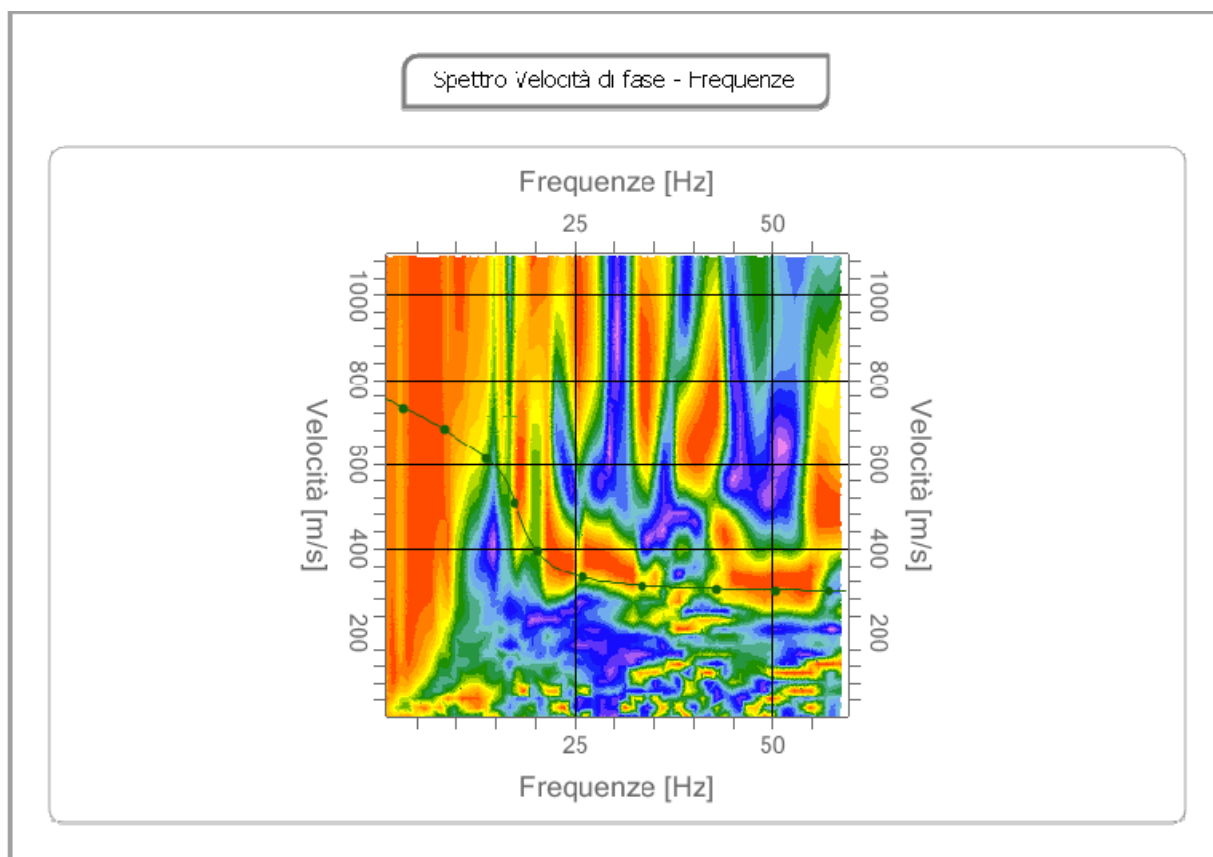 Spettro Velocità di fase - Frequenze
Frequenze [Hz]
25 50
1000 1000
800 800
Velocità [m/s] Velocità [m/s]
600 600
400 400
200 200
25 50
Frequenze [Hz]